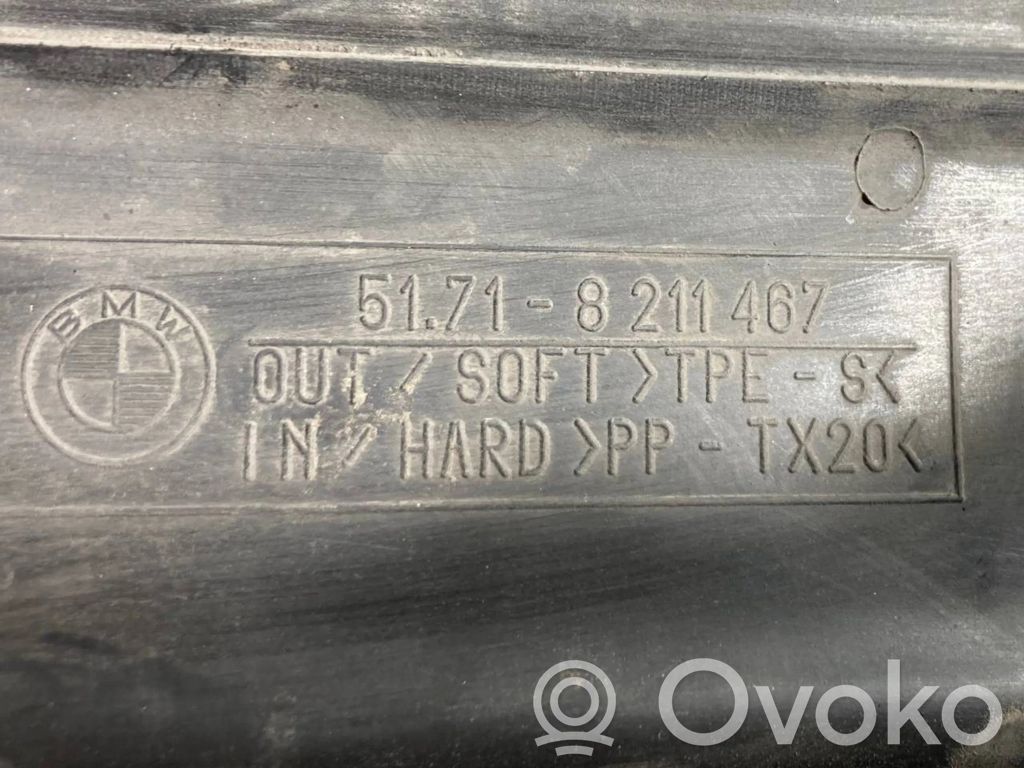 BMW
51.71 - 8 211 467
OUT / SOFT >TPE - S<
IN / HARD >PP - TX20<
Ovoko